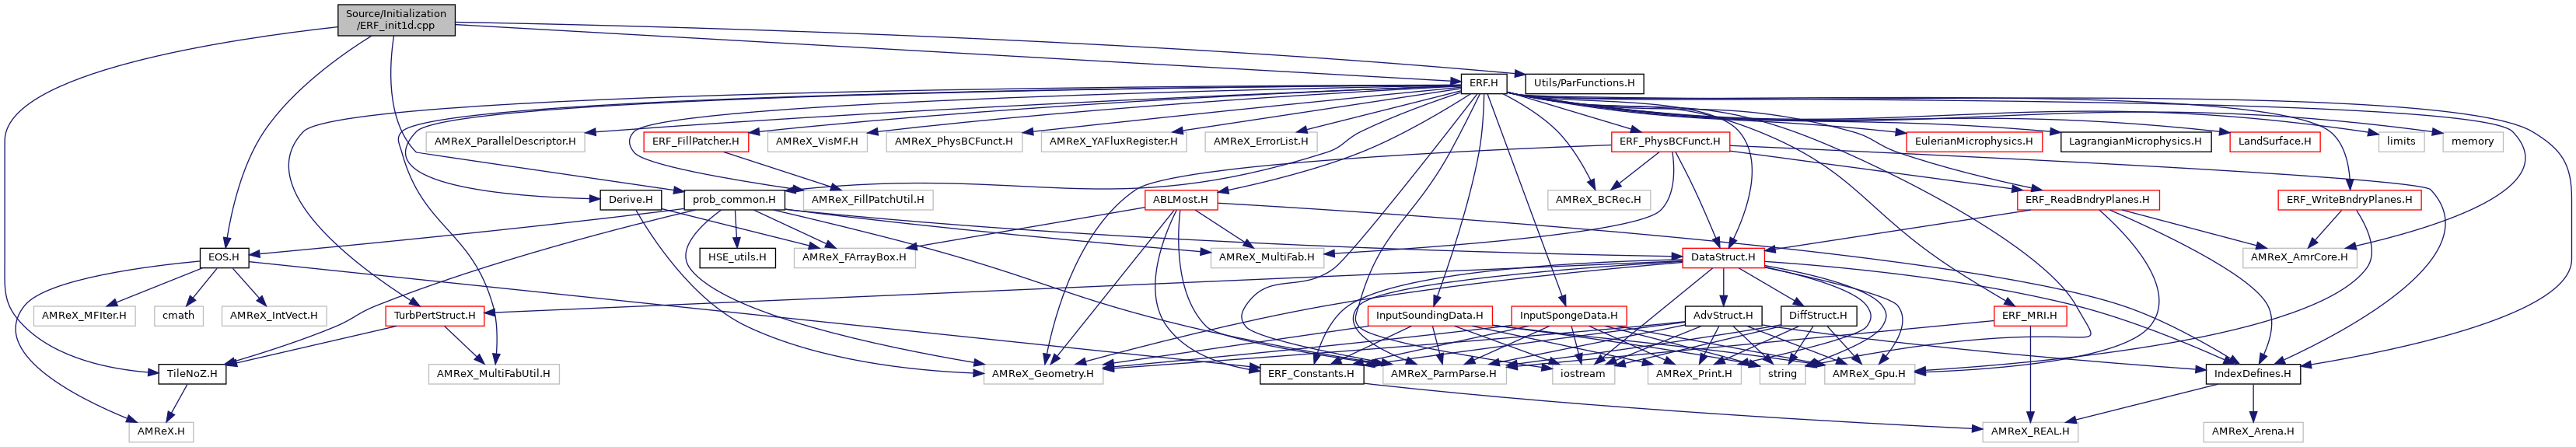 Source/Initialization
/ERF_init1d.cpp
ERF.H
Utils/ParFunctions.H
AMReX_ParallelDescriptor.H
ERF_FillPatcher.H
AMReX_VisMF.H
AMReX_PhysBCFunct.H
AMReX_YAFluxRegister.H
AMReX_ErrorList.H
ERF_PhysBCFunct.H
EulerianMicrophysics.H
LagrangianMicrophysics.H
LandSurface.H
limits
memory
Derive.H
prob_common.H
AMReX_FillPatchUtil.H
ABLMost.H
AMReX_BCRec.H
ERF_ReadBndryPlanes.H
ERF_WriteBndryPlanes.H
EOS.H
HSE_utils.H
AMReX_FArrayBox.H
AMReX_MultiFab.H
DataStruct.H
AMReX_AmrCore.H
AMReX_MFIter.H
cmath
AMReX_IntVect.H
TurbPertStruct.H
InputSoundingData.H
InputSpongeData.H
AdvStruct.H
DiffStruct.H
ERF_MRI.H
TileNoZ.H
AMReX_MultiFabUtil.H
AMReX_Geometry.H
ERF_Constants.H
AMReX_ParmParse.H
iostream
AMReX_Print.H
string
AMReX_Gpu.H
IndexDefines.H
AMReX.H
AMReX_REAL.H
AMReX_Arena.H